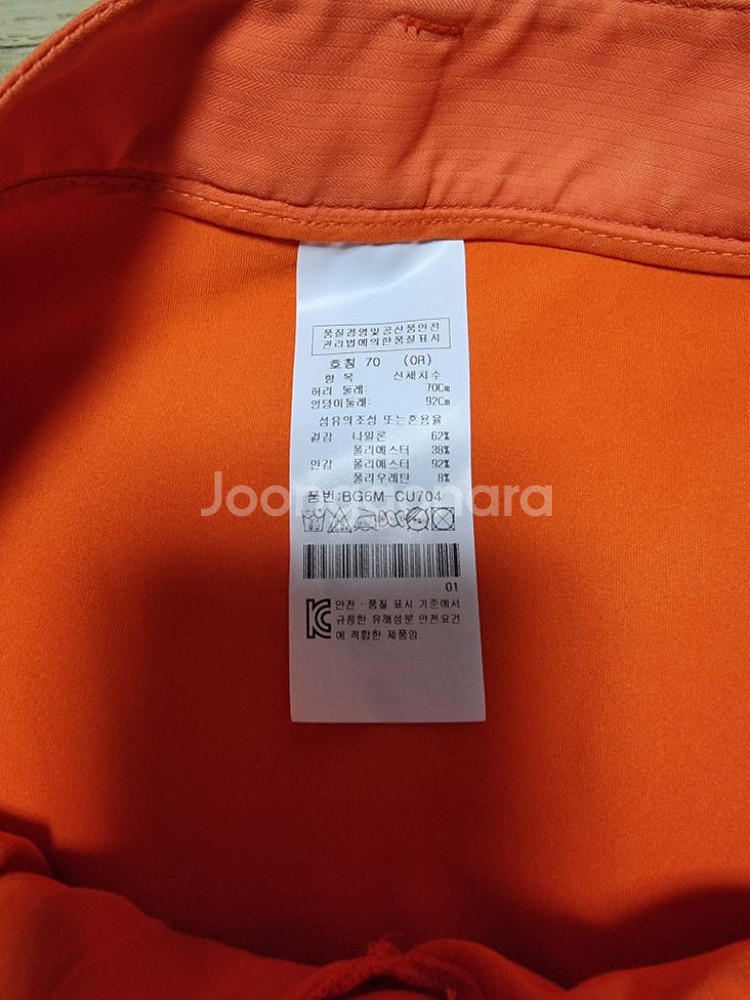 품질경영및공산품안전
관리법에의한품질표시
호칭 70 (OR)
항 목 신체치수
허리 둘레: 70Cm
엉덩이둘레: 92Cm
섬유의조성 또는혼용율
겉감 나일론 62%
폴리에스터 38%
안감 폴리에스터 92%
폴리우레탄 8%
Joongonara
품번:BG6M-CU704
01
안전·품질 표시 기준에서
규정한 유해성분 안전요건
에 적합한 제품임.